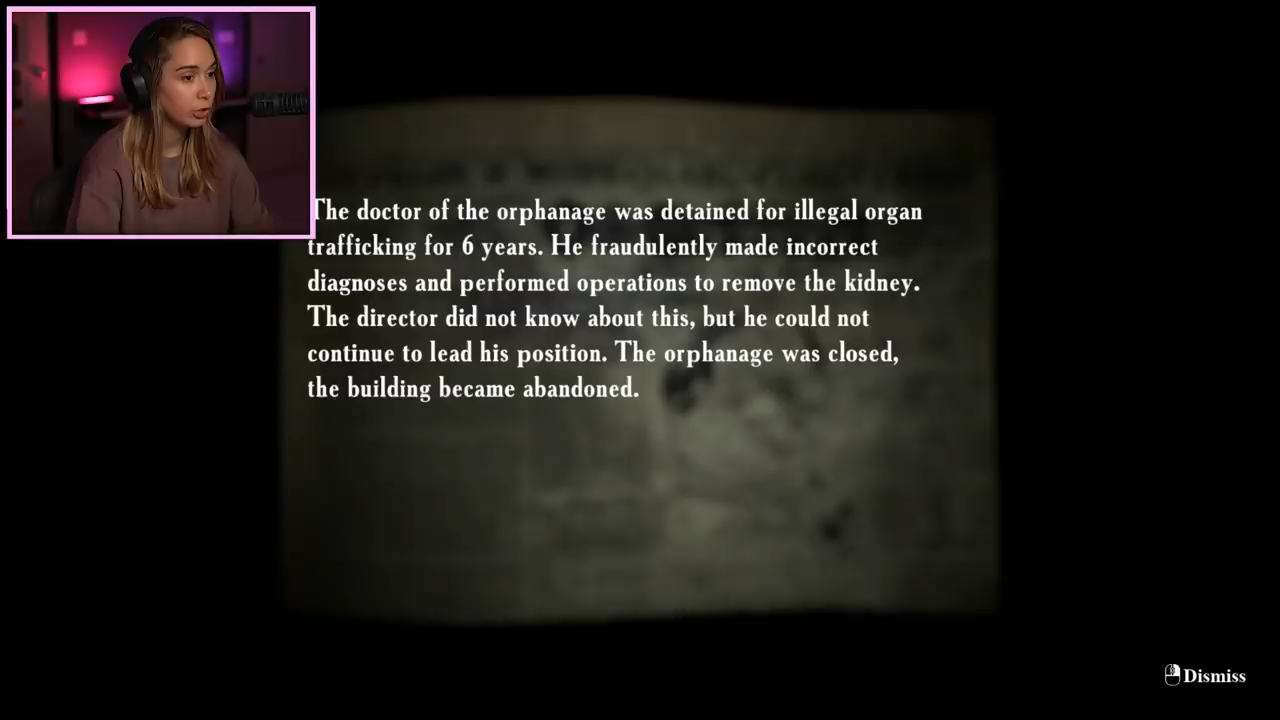 The doctor of the orphanage was detained for illegal organ
trafficking for 6 years. He fraudulently made incorrect
diagnoses and performed operations to remove the kidney.
The director did not know about this, but he could not
continue to lead his position. The orphanage was closed,
the building became abandoned.
Dismiss